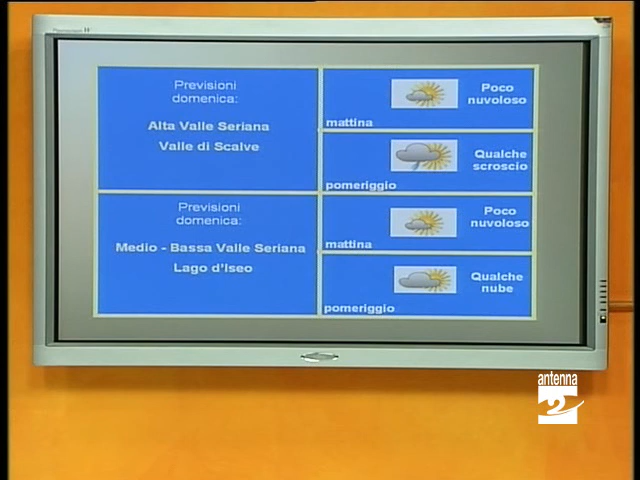 Previsioni
domenica:
Alta Valle Seriana
Valle di Scalve
Poco
nuvoloso
mattina
Qualche
scroscio
pomeriggio
Previsioni
domenica:
Medio - Bassa Valle Seriana
Lago d'Iseo
Poco
nuvoloso
mattina
Qualche
nube
pomeriggio
antenna
2